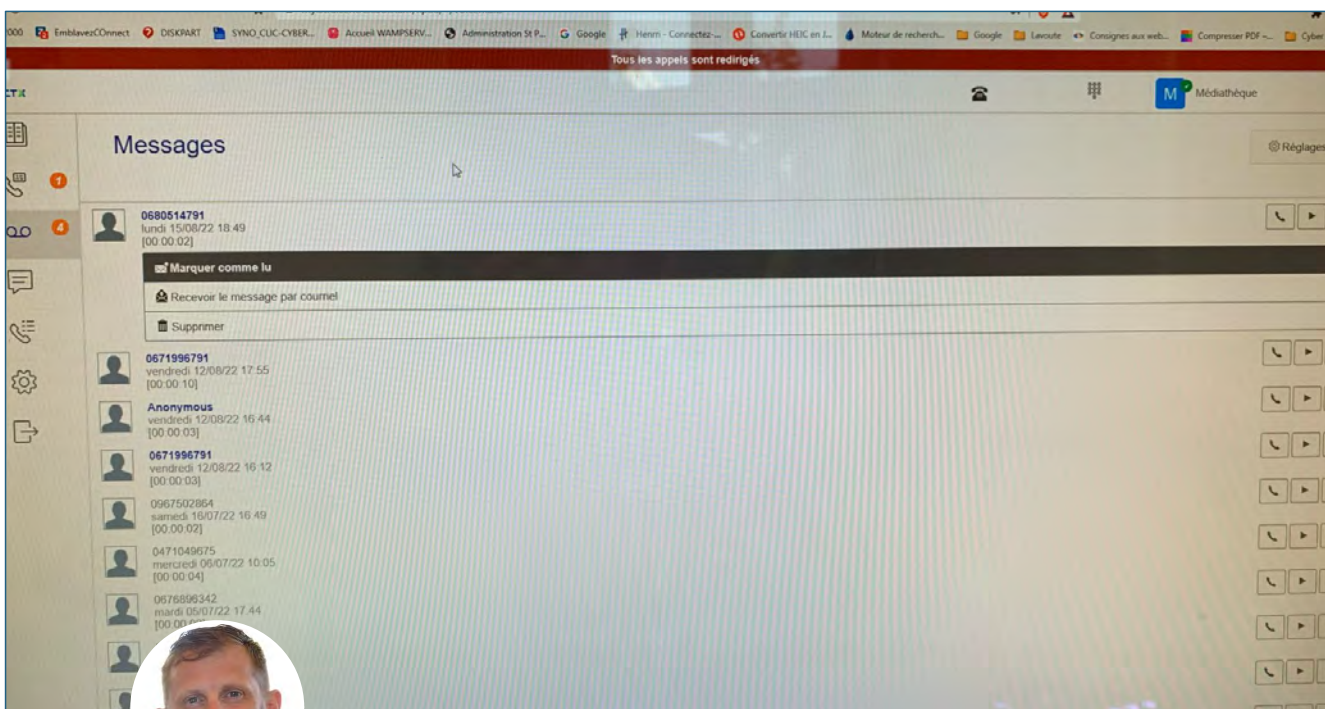 000 EmblavezCOnnect DISKPART SYNO_CLIC-CYBER... Accueil WAMPSERV... Administration St P... Google Henrri - Connectez-... Convertir HEIC en J... Moteur de recherch... Google Lavoute Consignes aux web... Compresser PDF -... Cyber
Tous les appels sont redirigés
M Médiathèque
Messages
Réglages
1
4
0680514791
lundi 15/08/22 18:49
[00:00:02]
Marquer comme lu
Recevoir le message par courriel
Supprimer
0671996791
vendredi 12/08/22 17:55
[00:00:10]
Anonymous
vendredi 12/08/22 16:44
[00:00:03]
0671996791
vendredi 12/08/22 16:12
[00:00:03]
0967502864
samedi 16/07/22 16:49
[00:00:02]
0471049675
mercredi 06/07/22 10:05
[00:00:04]
0676896342
mardi 05/07/22 17:44